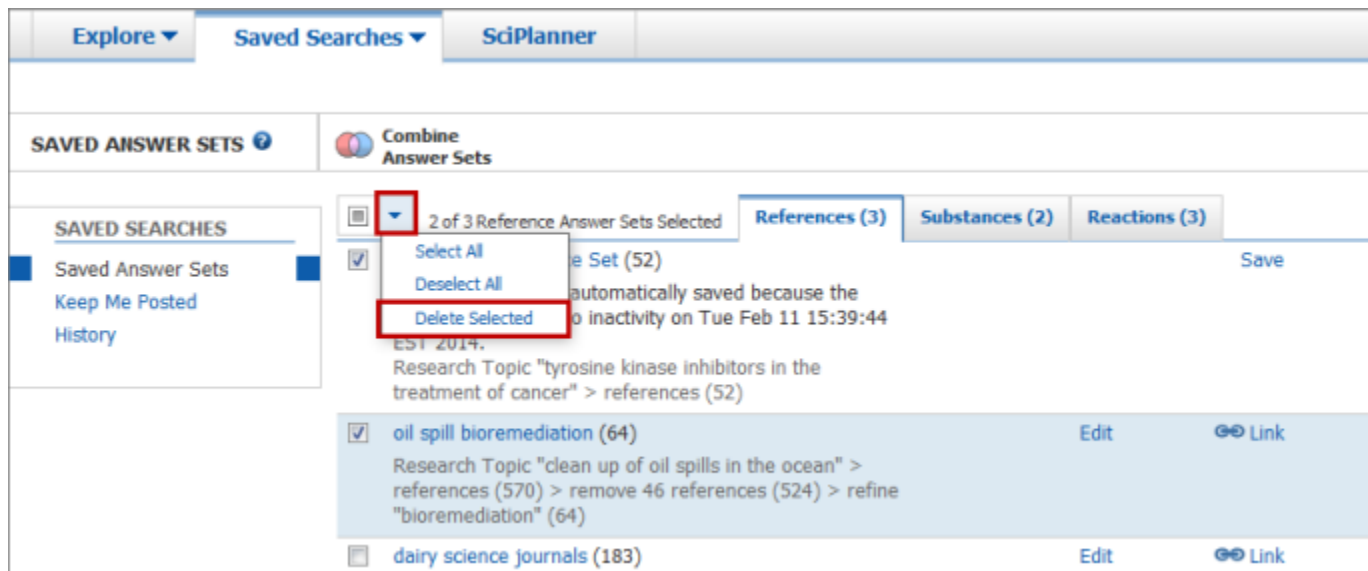 Explore
Saved Searches
SciPlanner
SAVED ANSWER SETS
Combine
Answer Sets
SAVED SEARCHES
Saved Answer Sets
Keep Me Posted
History
2 of 3 Reference Answer Sets Selected
References (3)
Substances (2)
Reactions (3)
Select All
Deselect All
Delete Selected
e Set (52)
Save
automatically saved because the
o inactivity on Tue Feb 11 15:39:44
EST 2014.
Research Topic "tyrosine kinase inhibitors in the
treatment of cancer" > references (52)
oil spill bioremediation (64)
Edit
Link
Research Topic "clean up of oil spills in the ocean" >
references (570) > remove 46 references (524) > refine
"bioremediation" (64)
dairy science journals (183)
Edit
Link